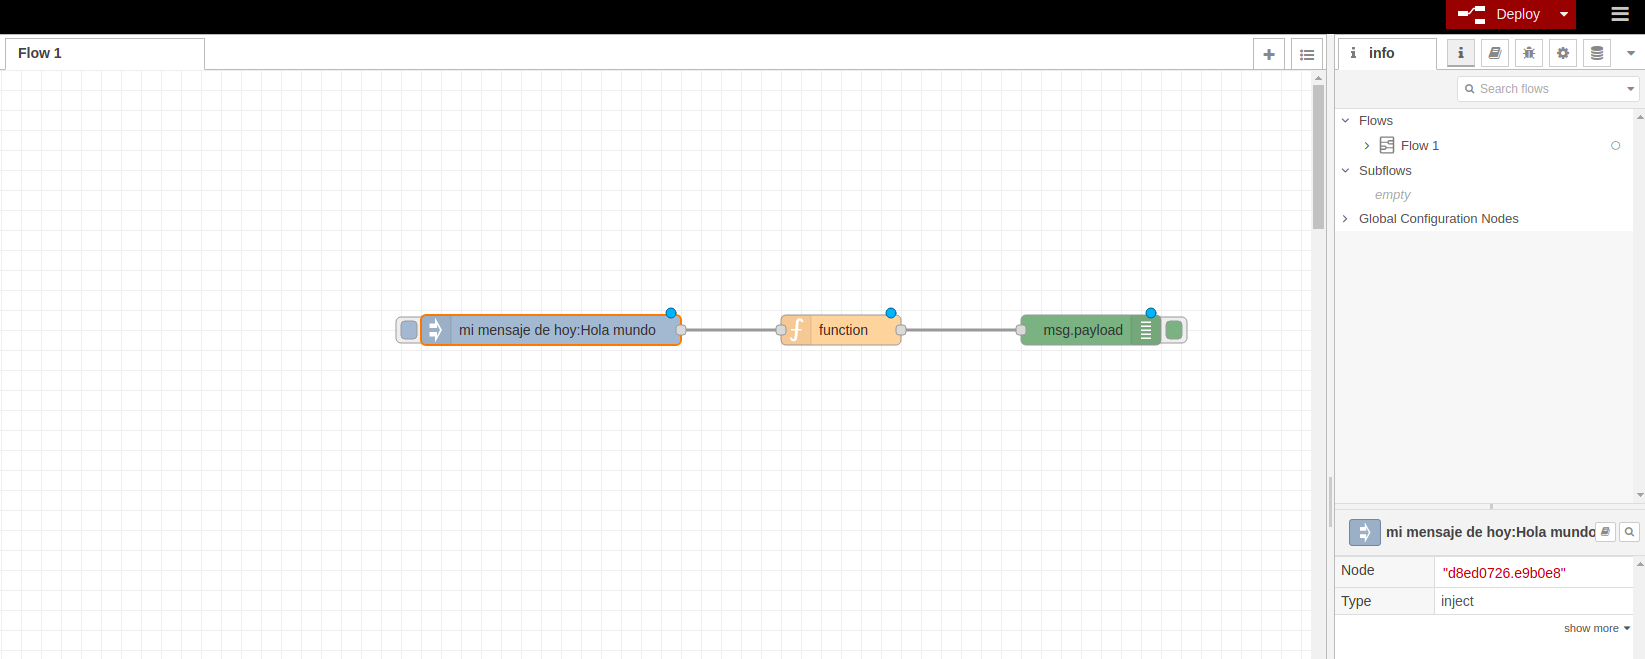 Deploy
Flow 1
info
Search flows
Flows
Flow 1
Subflows
empty
Global Configuration Nodes
mi mensaje de hoy:Hola mundo
function
msg.payload
mi mensaje de hoy:Hola mundo
Node "d8ed0726.e9b0e8"
Type inject
show more